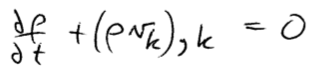 ∂ρ/∂t + (ρv_k),k = 0